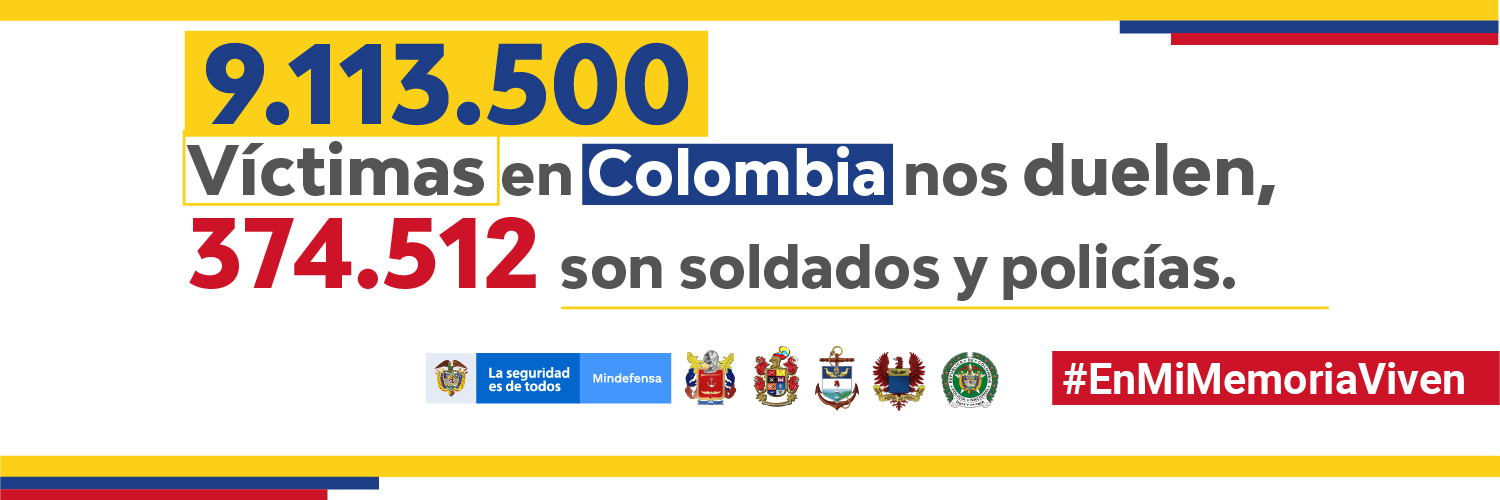 9.113.500
Víctimas en Colombia nos duelen,
374.512 son soldados y policías.
La seguridad
es de todos
Mindefensa
#EnMiMemoriaViven